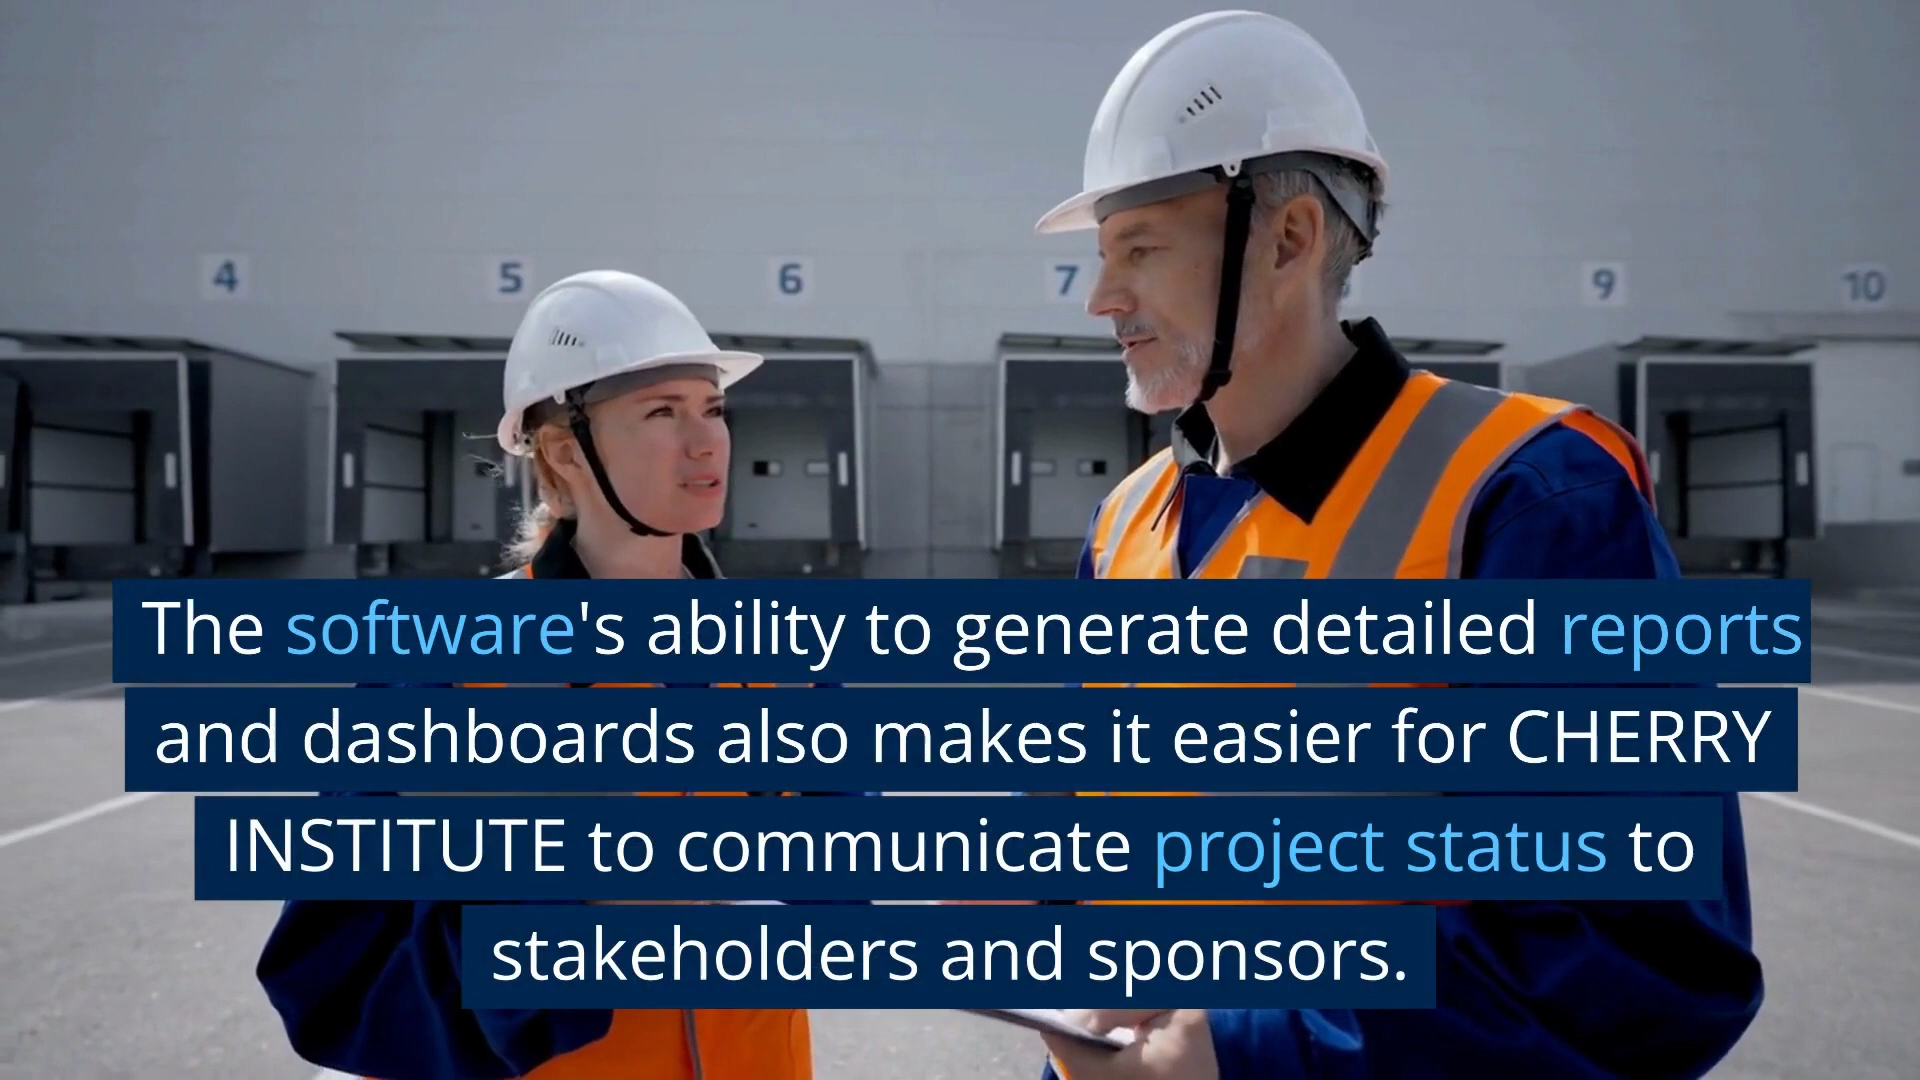 4
5
6
7
9
10
The software's ability to generate detailed reports
and dashboards also makes it easier for CHERRY
INSTITUTE to communicate project status to
stakeholders and sponsors.